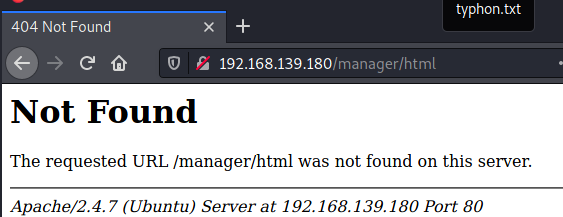 typhon.txt
404 Not Found
192.168.139.180/manager/html
Not Found
The requested URL /manager/html was not found on this server.
Apache/2.4.7 (Ubuntu) Server at 192.168.139.180 Port 80